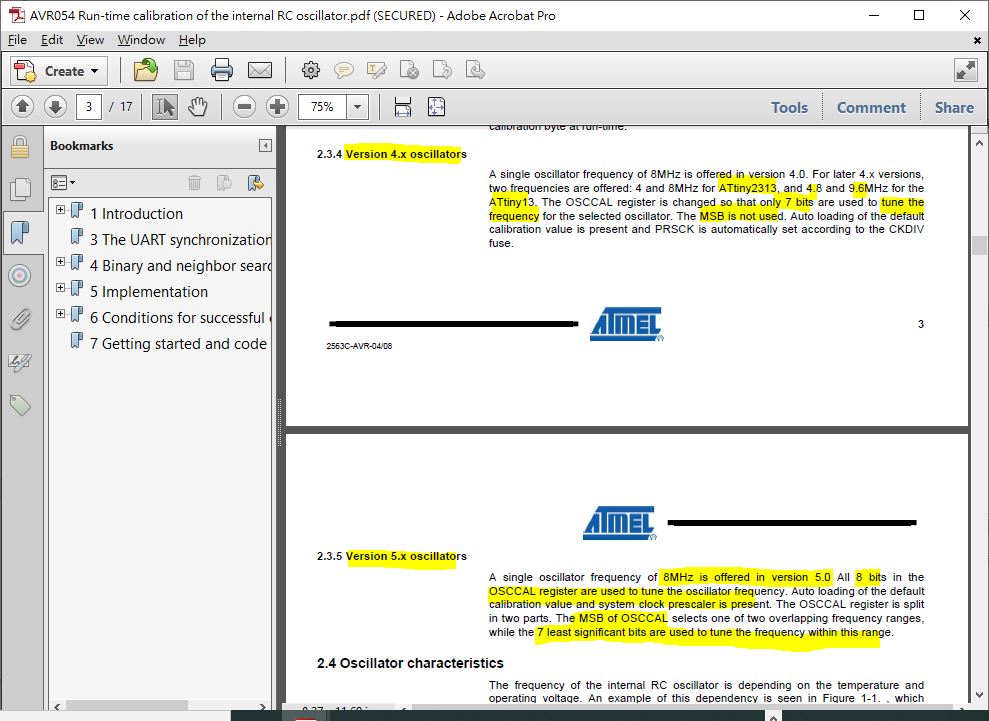 AVR054 Run-time calibration of the internal RC oscillator.pdf (SECURED) - Adobe Acrobat Pro
File Edit View Window Help
Create
3 / 17 75% Tools Comment Share
Bookmarks
1 Introduction
3 The UART synchronization
4 Binary and neighbor sear
5 Implementation
6 Conditions for successful
7 Getting started and code
calibration byte at run-time.
2.3.4 Version 4.x oscillators
A single oscillator frequency of 8MHz is offered in version 4.0. For later 4.x versions,
two frequencies are offered: 4 and 8MHz for ATtiny2313, and 4.8 and 9.6MHz for the
ATtiny13. The OSCCAL register is changed so that only 7 bits are used to tune the
frequency for the selected oscillator. The MSB is not used. Auto loading of the default
calibration value is present and PRSCK is automatically set according to the CKDIV
fuse.
ATMEL
3
2563C-AVR-04/08
ATMEL
2.3.5 Version 5.x oscillators
A single oscillator frequency of 8MHz is offered in version 5.0 All 8 bits in the
OSCCAL register are used to tune the oscillator frequency. Auto loading of the default
calibration value and system clock prescaler is present. The OSCCAL register is split
in two parts. The MSB of OSCCAL selects one of two overlapping frequency ranges,
while the 7 least significant bits are used to tune the frequency within this range.
2.4 Oscillator characteristics
The frequency of the internal RC oscillator is depending on the temperature and
operating voltage. An example of this dependency is seen in Figure 1-1. , which